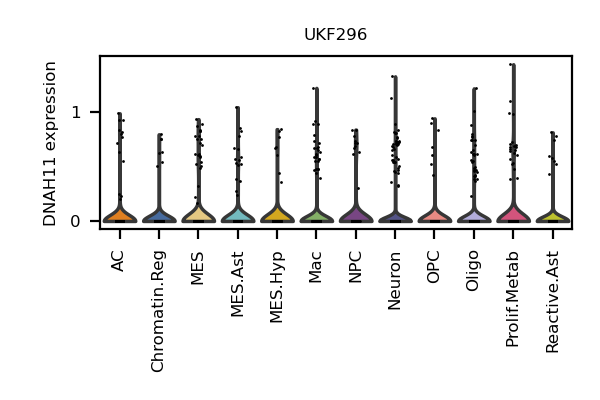 UKF296
DNAH11 expression
1
0
AC
Chromatin.Reg
MES
MES.Ast
MES.Hyp
Mac
NPC
Neuron
OPC
Oligo
Prolif.Metab
Reactive.Ast